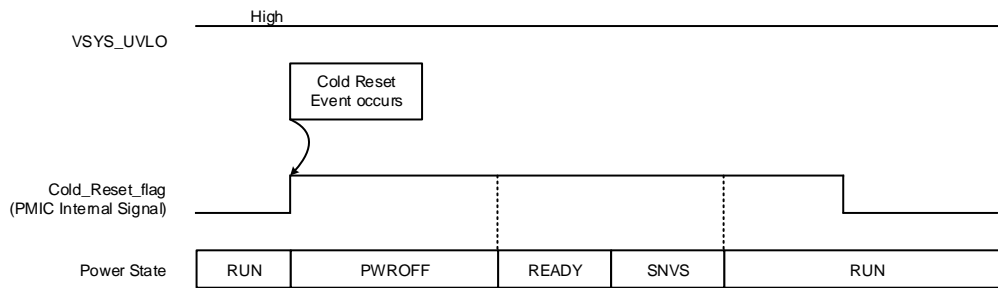 High
VSYS_UVLO
Cold Reset
Event occurs
Cold_Reset_flag
(PMIC Internal Signal)
Power State RUN PWROFF READY SNVS RUN